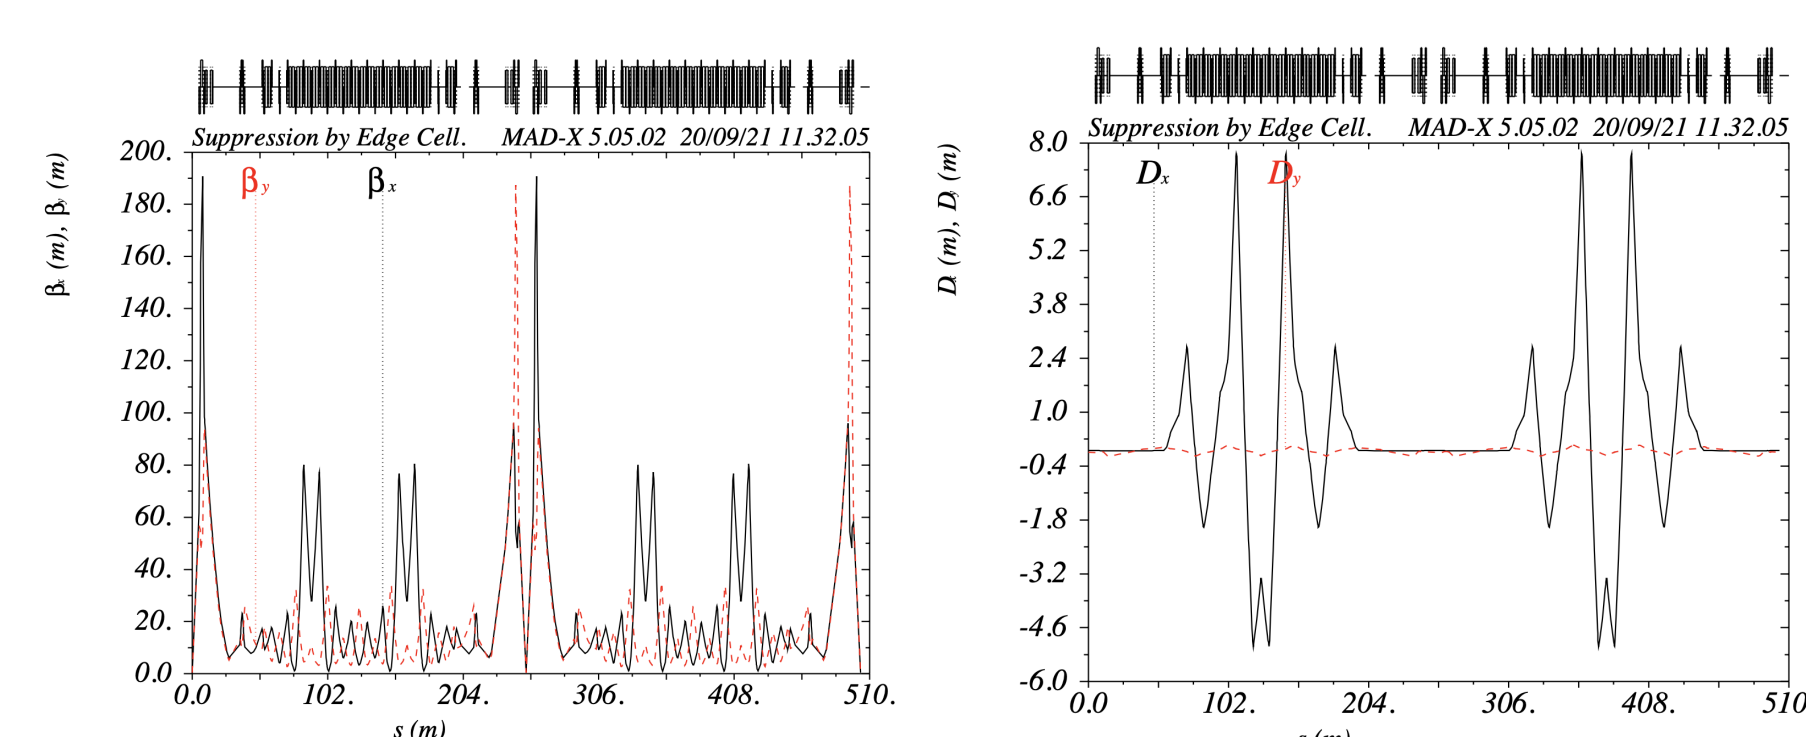 Suppression by Edge Cell. MAD-X 5.05.02 20/09/21 11.32.05
200.
180.
160.
140.
120.
100.
80.
60.
40.
20.
0.0
βx (m), βy (m)
βy
βx
0.0 102. 204. 306. 408. 510.
s (m)
Suppression by Edge Cell. MAD-X 5.05.02 20/09/21 11.32.05
8.0
6.6
5.2
3.8
2.4
1.0
-0.4
-1.8
-3.2
-4.6
-6.0
Dx (m), Dy (m)
Dx
Dy
0.0 102. 204. 306. 408. 510
s (m)